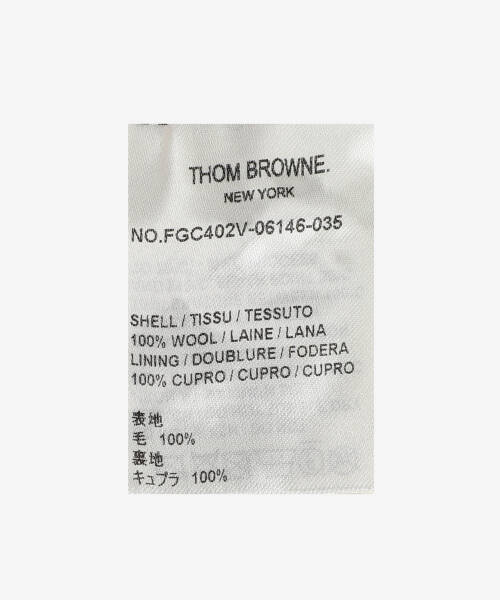 THOM BROWNE.
NEW YORK
NO.FGC402V-06146-035
SHELL / TISSU / TESSUTO
100% WOOL / LAINE / LANA
LINING / DOUBLURE / FODERA
100% CUPRO / CUPRO / CUPRO
表地
毛 100%
裏地
キュプラ 100%